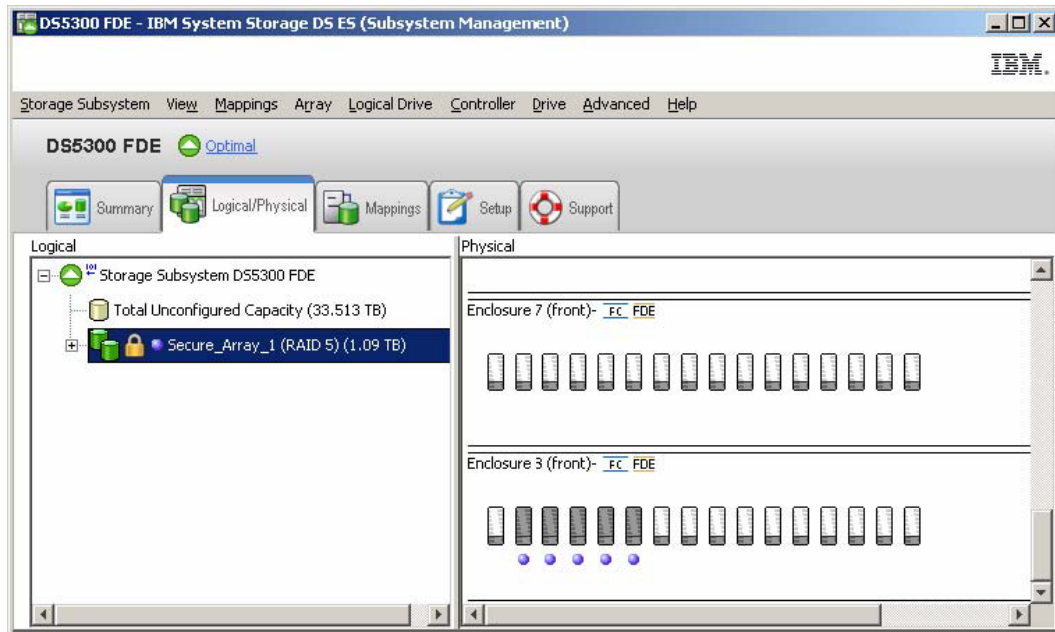 DS5300 FDE - IBM System Storage DS ES (Subsystem Management)
IBM.
Storage Subsystem View Mappings Array Logical Drive Controller Drive Advanced Help
DS5300 FDE Optimal
Summary Logical/Physical Mappings Setup Support
Logical
Storage Subsystem DS5300 FDE
Total Unconfigured Capacity (33.513 TB)
Secure_Array_1 (RAID 5) (1.09 TB)
Physical
Enclosure 7 (front)- FC FDE
Enclosure 3 (front)- FC FDE